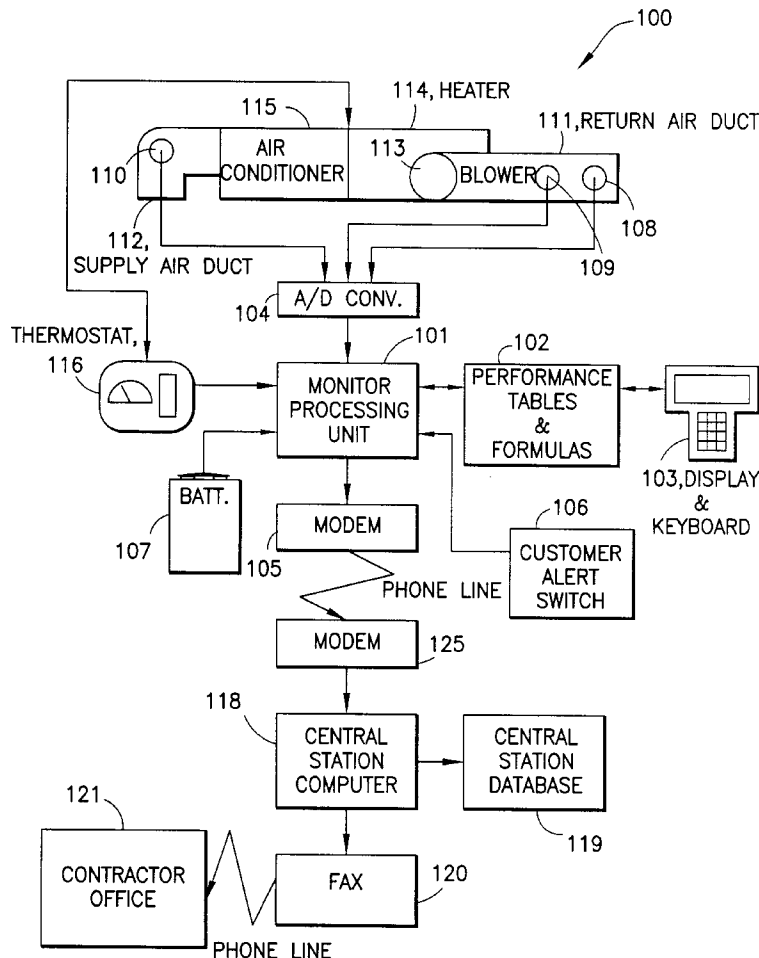 100
114, HEATER
115
111, RETURN AIR DUCT
110
AIR
CONDITIONER
113
BLOWER
108
109
112,
SUPPLY AIR DUCT
A/D CONV.
104
THERMOSTAT,
116
101
MONITOR
PROCESSING
UNIT
102
PERFORMANCE
TABLES
&
FORMULAS
103, DISPLAY
&
KEYBOARD
BATT.
107
MODEM
105
106
CUSTOMER
ALERT
SWITCH
PHONE LINE
MODEM
125
118
CENTRAL
STATION
COMPUTER
CENTRAL
STATION
DATABASE
119
121
CONTRACTOR
OFFICE
FAX
120
PHONE LINE